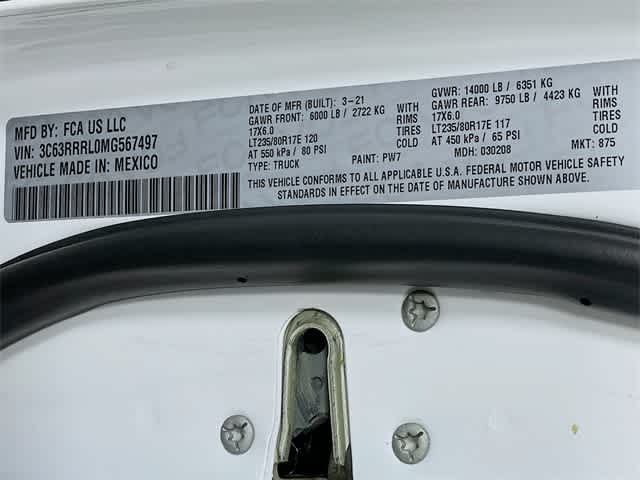 MFD BY: FCA US LLC
VIN: 3C63RRRL0MG567497
VEHICLE MADE IN: MEXICO
DATE OF MFR (BUILT): 3-21
GAWR FRONT: 6000 LB / 2722 KG WITH
17X6.0 RIMS
LT235/80R17E 120 TIRES
AT 550 kPa / 80 PSI COLD
TYPE: TRUCK PAINT: PW7
GVWR: 14000 LB / 6351 KG
GAWR REAR: 9750 LB / 4423 KG WITH
17X6.0 RIMS
LT235/80R17E 117 TIRES
AT 450 kPa / 65 PSI COLD
MDH: 030208 MKT: 875
THIS VEHICLE CONFORMS TO ALL APPLICABLE U.S.A. FEDERAL MOTOR VEHICLE SAFETY
STANDARDS IN EFFECT ON THE DATE OF MANUFACTURE SHOWN ABOVE.